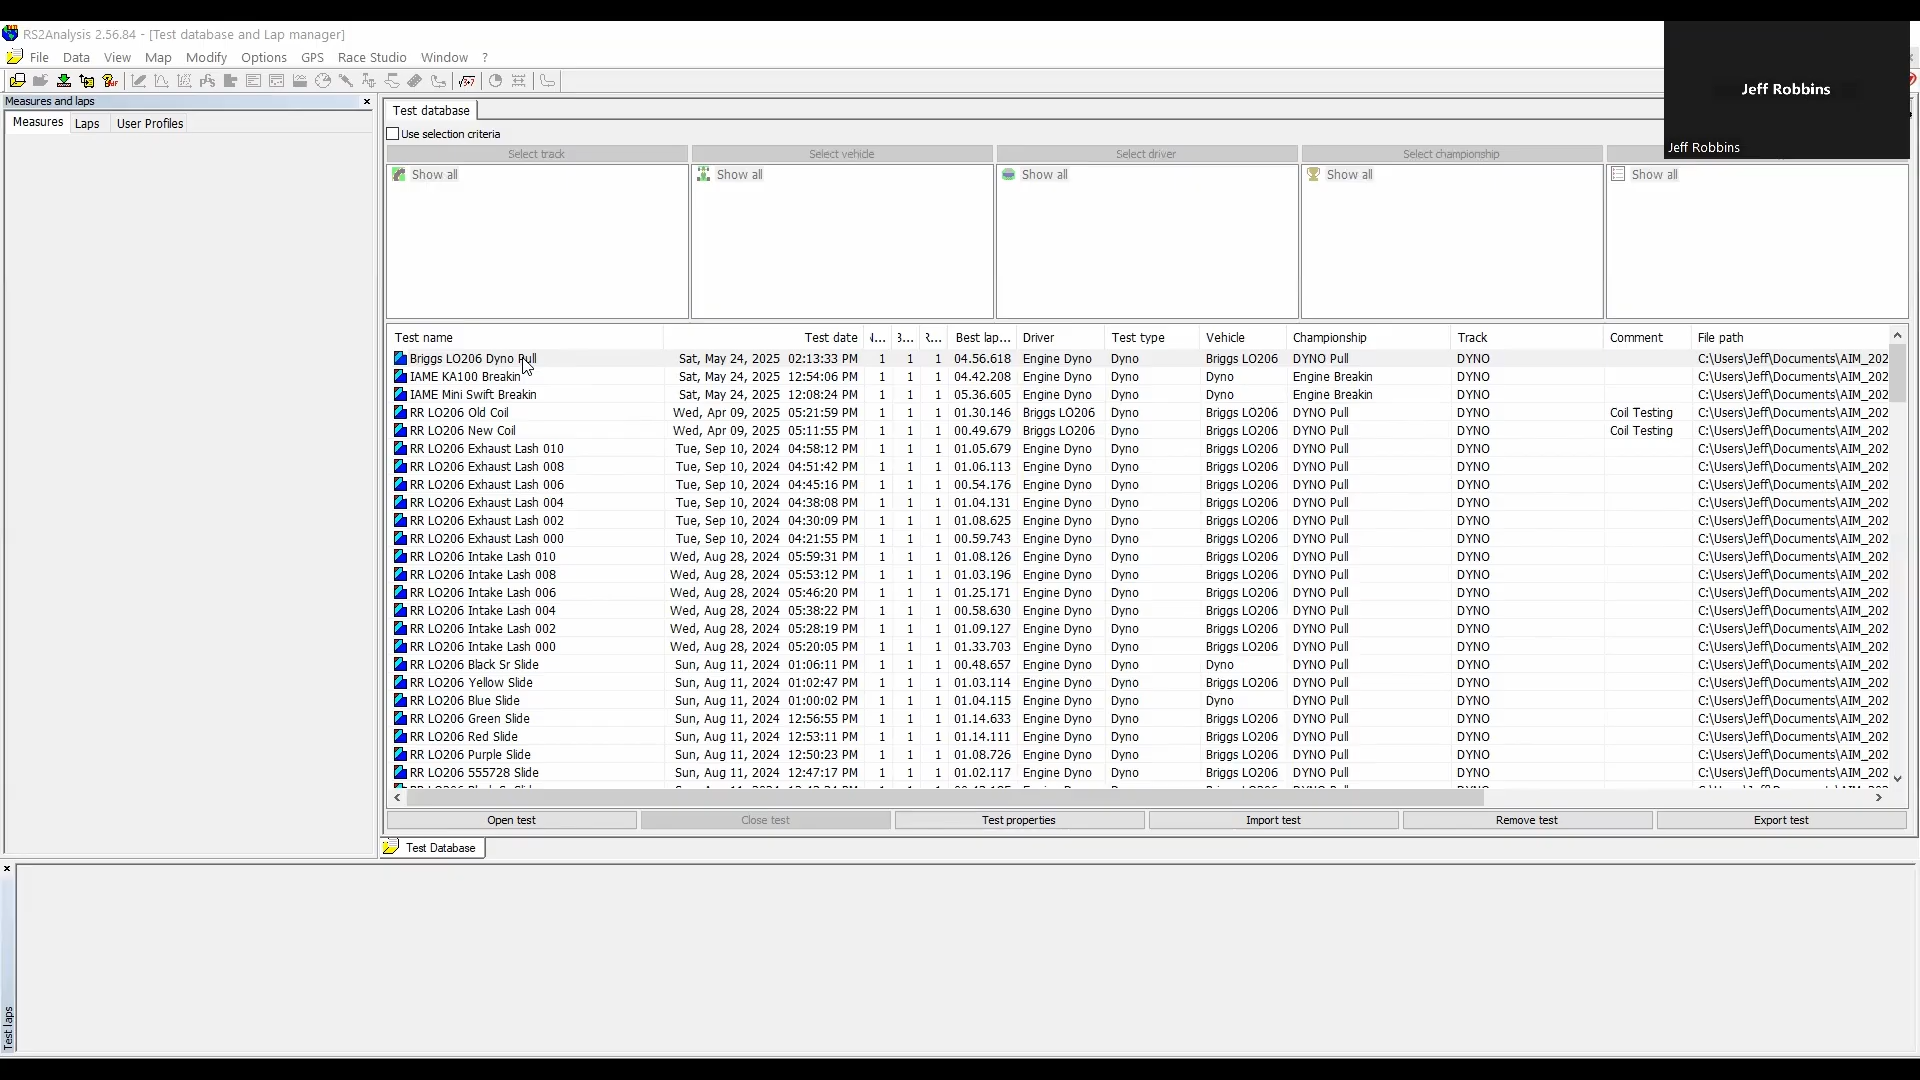 RS2Analysis 2.56.84 - [Test database and Lap manager]
File Data View Map Modify Options GPS Race Studio Window ?
Jeff Robbins
Jeff Robbins
Measures and laps
Measures Laps User Profiles
Test database
Use selection criteria
Select track Select vehicle Select driver Select championship
Show all Show all Show all Show all Show all
Test name Test date Best lap... Driver Test type Vehicle Championship Track Comment File path
Briggs LO206 Dyno Pull Sat, May 24, 2025 02:13:33 PM 1 1 1 04.56.618 Engine Dyno Dyno Briggs LO206 DYNO Pull DYNO C:\Users\Jeff\Documents\AIM_202
IAME KA100 Breakin Sat, May 24, 2025 12:54:06 PM 1 1 1 04.42.208 Engine Dyno Dyno Dyno Engine Breakin DYNO C:\Users\Jeff\Documents\AIM_202
IAME Mini Swift Breakin Sat, May 24, 2025 12:08:24 PM 1 1 1 05.36.605 Engine Dyno Dyno Dyno Engine Breakin DYNO C:\Users\Jeff\Documents\AIM_202
RR LO206 Old Coil Wed, Apr 09, 2025 05:21:59 PM 1 1 1 01.30.146 Briggs LO206 Dyno Briggs LO206 DYNO Pull DYNO Coil Testing C:\Users\Jeff\Documents\AIM_202
RR LO206 New Coil Wed, Apr 09, 2025 05:11:55 PM 1 1 1 00.49.679 Briggs LO206 Dyno Briggs LO206 DYNO Pull DYNO Coil Testing C:\Users\Jeff\Documents\AIM_202
RR LO206 Exhaust Lash 010 Tue, Sep 10, 2024 04:58:12 PM 1 1 1 01.05.679 Engine Dyno Dyno Briggs LO206 DYNO Pull DYNO C:\Users\Jeff\Documents\AIM_202
RR LO206 Exhaust Lash 008 Tue, Sep 10, 2024 04:51:42 PM 1 1 1 01.06.113 Engine Dyno Dyno Briggs LO206 DYNO Pull DYNO C:\Users\Jeff\Documents\AIM_202
RR LO206 Exhaust Lash 006 Tue, Sep 10, 2024 04:45:16 PM 1 1 1 00.54.176 Engine Dyno Dyno Briggs LO206 DYNO Pull DYNO C:\Users\Jeff\Documents\AIM_202
RR LO206 Exhaust Lash 004 Tue, Sep 10, 2024 04:38:08 PM 1 1 1 01.04.131 Engine Dyno Dyno Briggs LO206 DYNO Pull DYNO C:\Users\Jeff\Documents\AIM_202
RR LO206 Exhaust Lash 002 Tue, Sep 10, 2024 04:30:09 PM 1 1 1 01.08.625 Engine Dyno Dyno Briggs LO206 DYNO Pull DYNO C:\Users\Jeff\Documents\AIM_202
RR LO206 Exhaust Lash 000 Tue, Sep 10, 2024 04:21:55 PM 1 1 1 00.59.743 Engine Dyno Dyno Briggs LO206 DYNO Pull DYNO C:\Users\Jeff\Documents\AIM_202
RR LO206 Intake Lash 010 Wed, Aug 28, 2024 05:59:31 PM 1 1 1 01.08.126 Engine Dyno Dyno Briggs LO206 DYNO Pull DYNO C:\Users\Jeff\Documents\AIM_202
RR LO206 Intake Lash 008 Wed, Aug 28, 2024 05:53:12 PM 1 1 1 01.03.196 Engine Dyno Dyno Briggs LO206 DYNO Pull DYNO C:\Users\Jeff\Documents\AIM_202
RR LO206 Intake Lash 006 Wed, Aug 28, 2024 05:46:20 PM 1 1 1 01.25.171 Engine Dyno Dyno Briggs LO206 DYNO Pull DYNO C:\Users\Jeff\Documents\AIM_202
RR LO206 Intake Lash 004 Wed, Aug 28, 2024 05:38:22 PM 1 1 1 00.58.630 Engine Dyno Dyno Briggs LO206 DYNO Pull DYNO C:\Users\Jeff\Documents\AIM_202
RR LO206 Intake Lash 002 Wed, Aug 28, 2024 05:28:19 PM 1 1 1 01.09.127 Engine Dyno Dyno Briggs LO206 DYNO Pull DYNO C:\Users\Jeff\Documents\AIM_202
RR LO206 Intake Lash 000 Wed, Aug 28, 2024 05:20:05 PM 1 1 1 01.33.703 Engine Dyno Dyno Briggs LO206 DYNO Pull DYNO C:\Users\Jeff\Documents\AIM_202
RR LO206 Black Sr Slide Sun, Aug 11, 2024 01:06:11 PM 1 1 1 00.48.657 Engine Dyno Dyno Dyno DYNO Pull DYNO C:\Users\Jeff\Documents\AIM_202
RR LO206 Yellow Slide Sun, Aug 11, 2024 01:02:47 PM 1 1 1 01.03.114 Engine Dyno Dyno Briggs LO206 DYNO Pull DYNO C:\Users\Jeff\Documents\AIM_202
RR LO206 Blue Slide Sun, Aug 11, 2024 01:00:02 PM 1 1 1 01.04.115 Engine Dyno Dyno Dyno DYNO Pull DYNO C:\Users\Jeff\Documents\AIM_202
RR LO206 Green Slide Sun, Aug 11, 2024 12:56:55 PM 1 1 1 01.14.633 Engine Dyno Dyno Briggs LO206 DYNO Pull DYNO C:\Users\Jeff\Documents\AIM_202
RR LO206 Red Slide Sun, Aug 11, 2024 12:53:11 PM 1 1 1 01.14.111 Engine Dyno Dyno Briggs LO206 DYNO Pull DYNO C:\Users\Jeff\Documents\AIM_202
RR LO206 Purple Slide Sun, Aug 11, 2024 12:50:23 PM 1 1 1 01.08.726 Engine Dyno Dyno Briggs LO206 DYNO Pull DYNO C:\Users\Jeff\Documents\AIM_202
RR LO206 555728 Slide Sun, Aug 11, 2024 12:47:17 PM 1 1 1 01.02.117 Engine Dyno Dyno Briggs LO206 DYNO Pull DYNO C:\Users\Jeff\Documents\AIM_202
Open test Close test Test properties Import test Remove test Export test
Test Database
Test laps